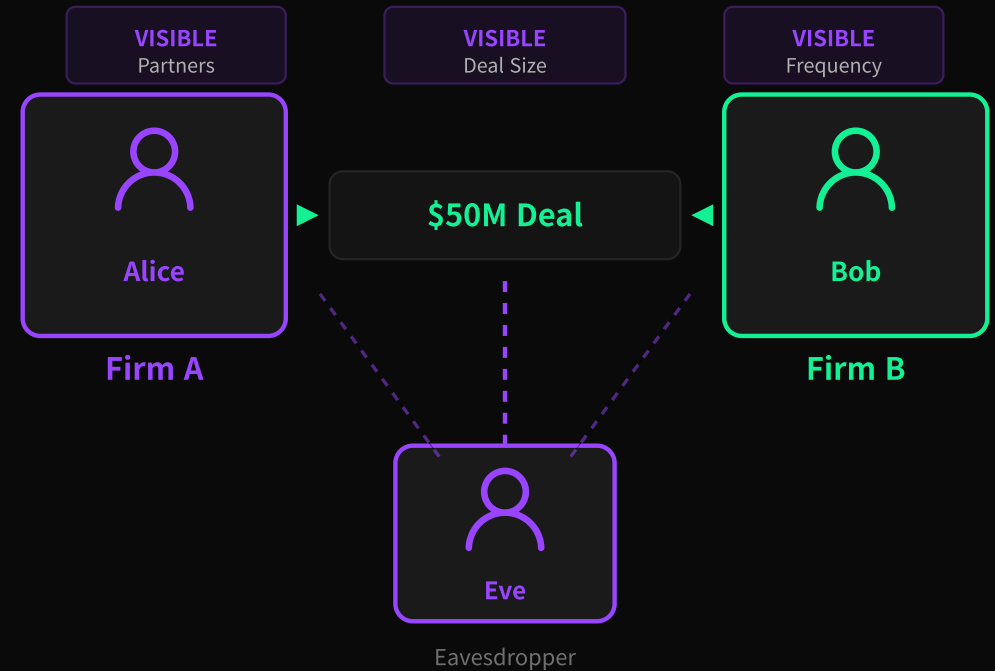 VISIBLE
Partners
VISIBLE
Deal Size
VISIBLE
Frequency
$50M Deal
Alice
Bob
Firm A
Firm B
Eve
Eavesdropper